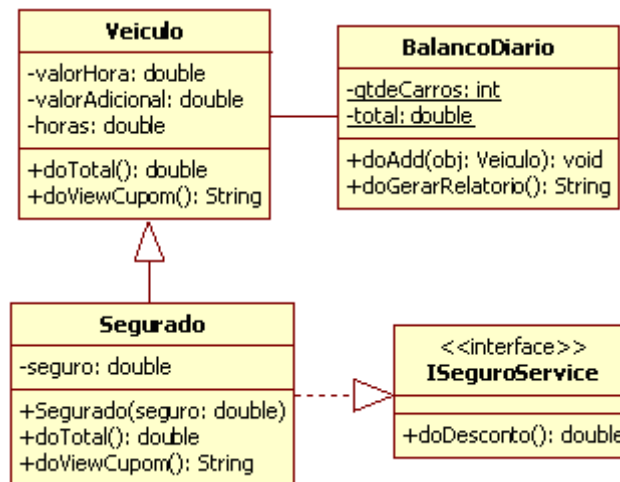 Veiculo
-valorHora: double
-valorAdicional: double
-horas: double
+doTotal(): double
+doViewCupom(): String
BalancoDiario
-qtdeCarros: int
-total: double
+doAdd(obj: Veiculo): void
+doGerarRelatorio(): String
Segurado
-seguro: double
+Segurado(seguro: double)
+doTotal(): double
+doViewCupom(): String
<<interface>>
ISeguroService
+doDesconto(): double